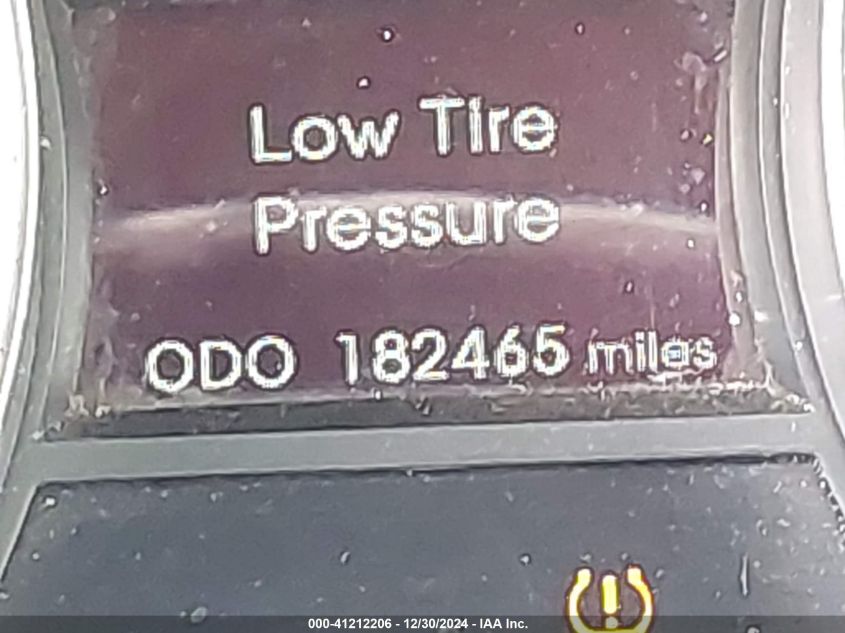 Low Tire
Pressure
ODO 182465 miles
000-41212206 - 12/30/2024 - IAA Inc.